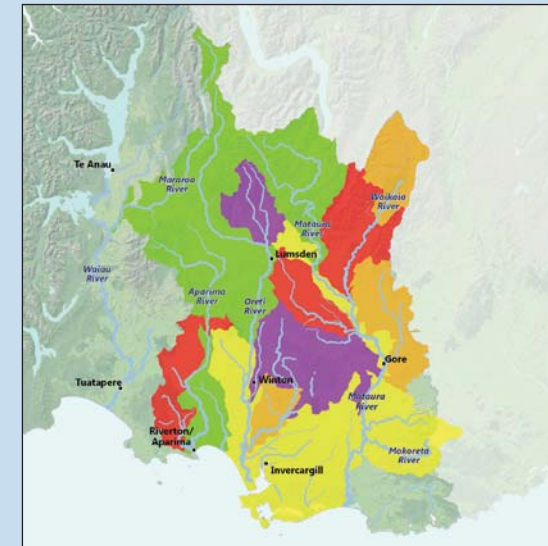 Te Anau
Mararoa
River
Waikaia
River
Mataura
River
Lumsden
Waiau
River
Aparima
River
Oreti
River
Gore
Tuatapere
Winton
Mataura
River
Riverton/
Aparima
Mokoreta
River
Invercargill